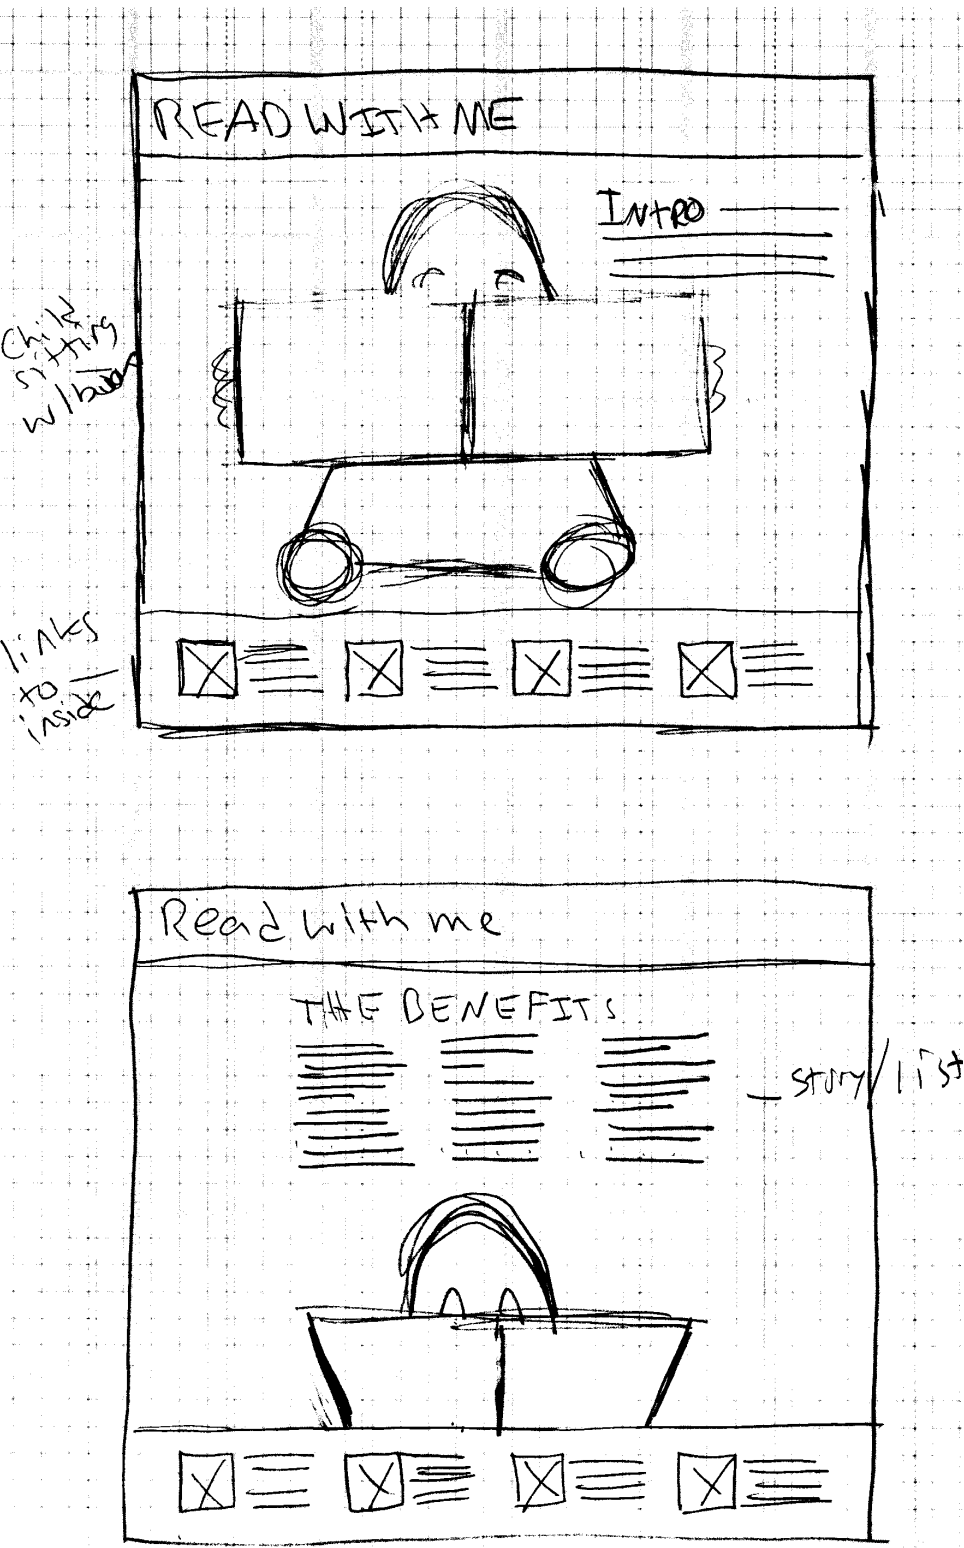 READ WITH ME
INTRO
Child
sitting
w/book
links
to
inside
Read with me
THE BENEFITS
story/list